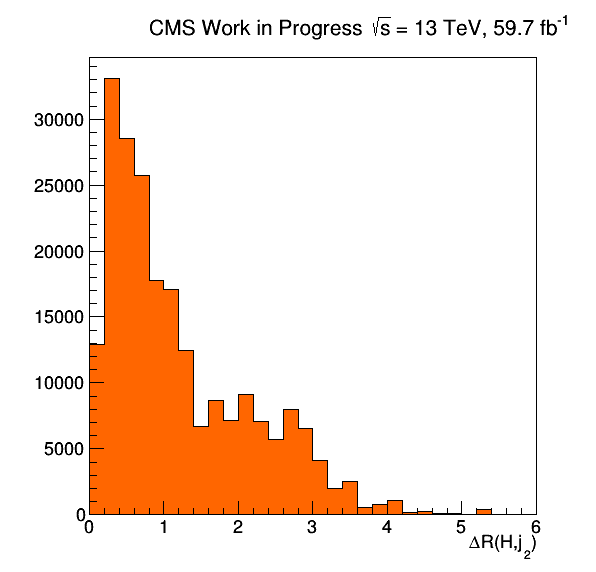 CMS Work in Progress √s = 13 TeV, 59.7 fb⁻¹
30000
25000
20000
15000
10000
5000
0
0 1 2 3 4 5 6
ΔR(H,j₂)